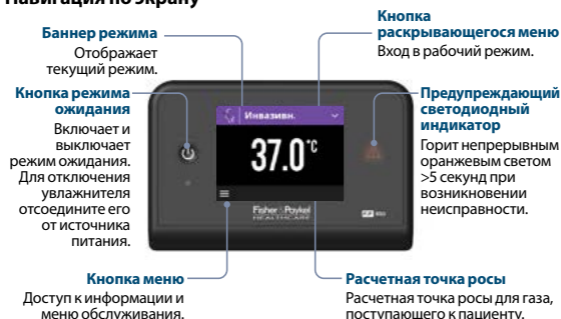 Навигация по экрану
Баннер режима
Отображает
текущий режим.
Кнопка
раскрывающегося меню
Вход в рабочий режим.
Кнопка режима
ожидания
Включает и
выключает
режим ожидания.
Для отключения
увлажнителя
отсоедините его
от источника
питания.
Инвазивн.
37.0°C
Fisher & Paykel
HEALTHCARE
Предупреждающий
светодиодный
индикатор
Горит непрерывным
оранжевым светом
>5 секунд при
возникновении
неисправности.
Кнопка меню
Доступ к информации и
меню обслуживания.
Расчетная точка росы
Расчетная точка росы для газа,
поступающего к пациенту.